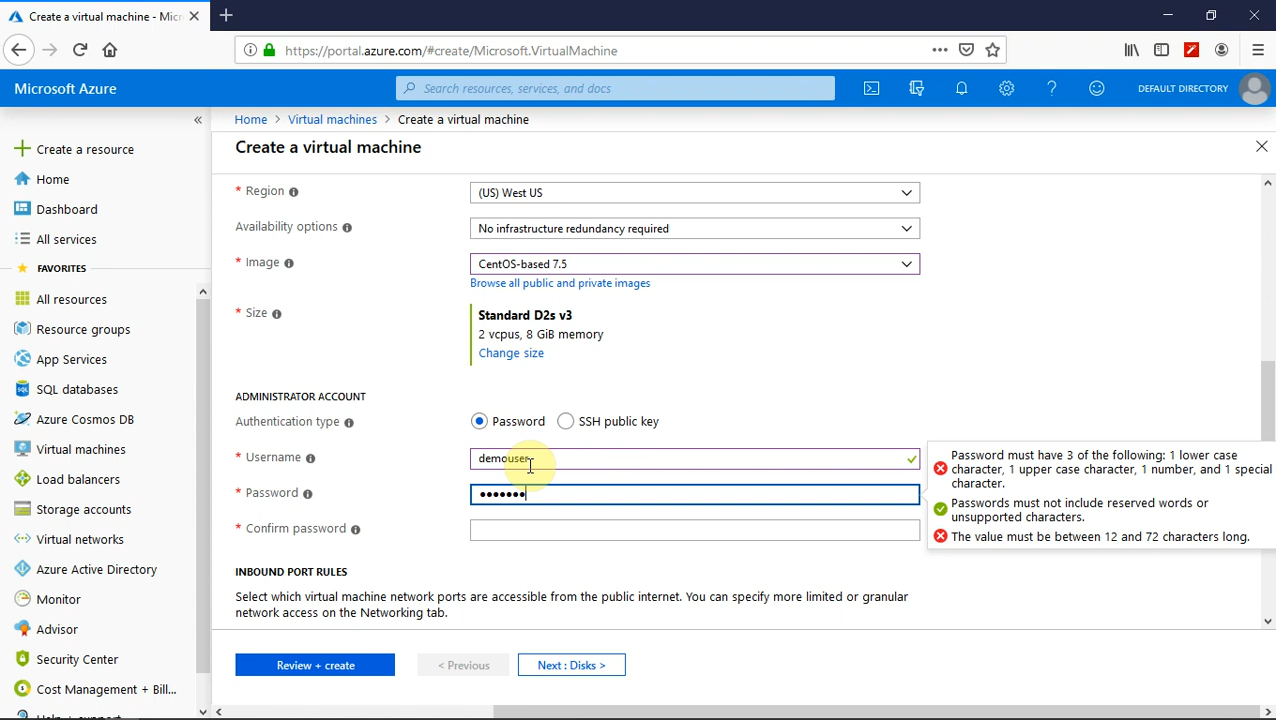 Create a virtual machine - Micr
https://portal.azure.com/#create/Microsoft.VirtualMachine
Microsoft Azure
Search resources, services, and docs
DEFAULT DIRECTORY
Home > Virtual machines > Create a virtual machine
Create a virtual machine
Create a resource
Home
Dashboard
All services
FAVORITES
All resources
Resource groups
App Services
SQL databases
Azure Cosmos DB
Virtual machines
Load balancers
Storage accounts
Virtual networks
Azure Active Directory
Monitor
Advisor
Security Center
Cost Management + Bill...
Help + support
* Region
(US) West US
Availability options
No infrastructure redundancy required
* Image
CentOS-based 7.5
Browse all public and private images
* Size
Standard D2s v3
2 vcpus, 8 GiB memory
Change size
ADMINISTRATOR ACCOUNT
Authentication type
Password
SSH public key
* Username
demouser
* Password
•••••••
* Confirm password
Password must have 3 of the following: 1 lower case
character, 1 upper case character, 1 number, and 1 special
character.
Passwords must not include reserved words or
unsupported characters.
The value must be between 12 and 72 characters long.
INBOUND PORT RULES
Select which virtual machine network ports are accessible from the public internet. You can specify more limited or granular
network access on the Networking tab.
Review + create
< Previous
Next : Disks >